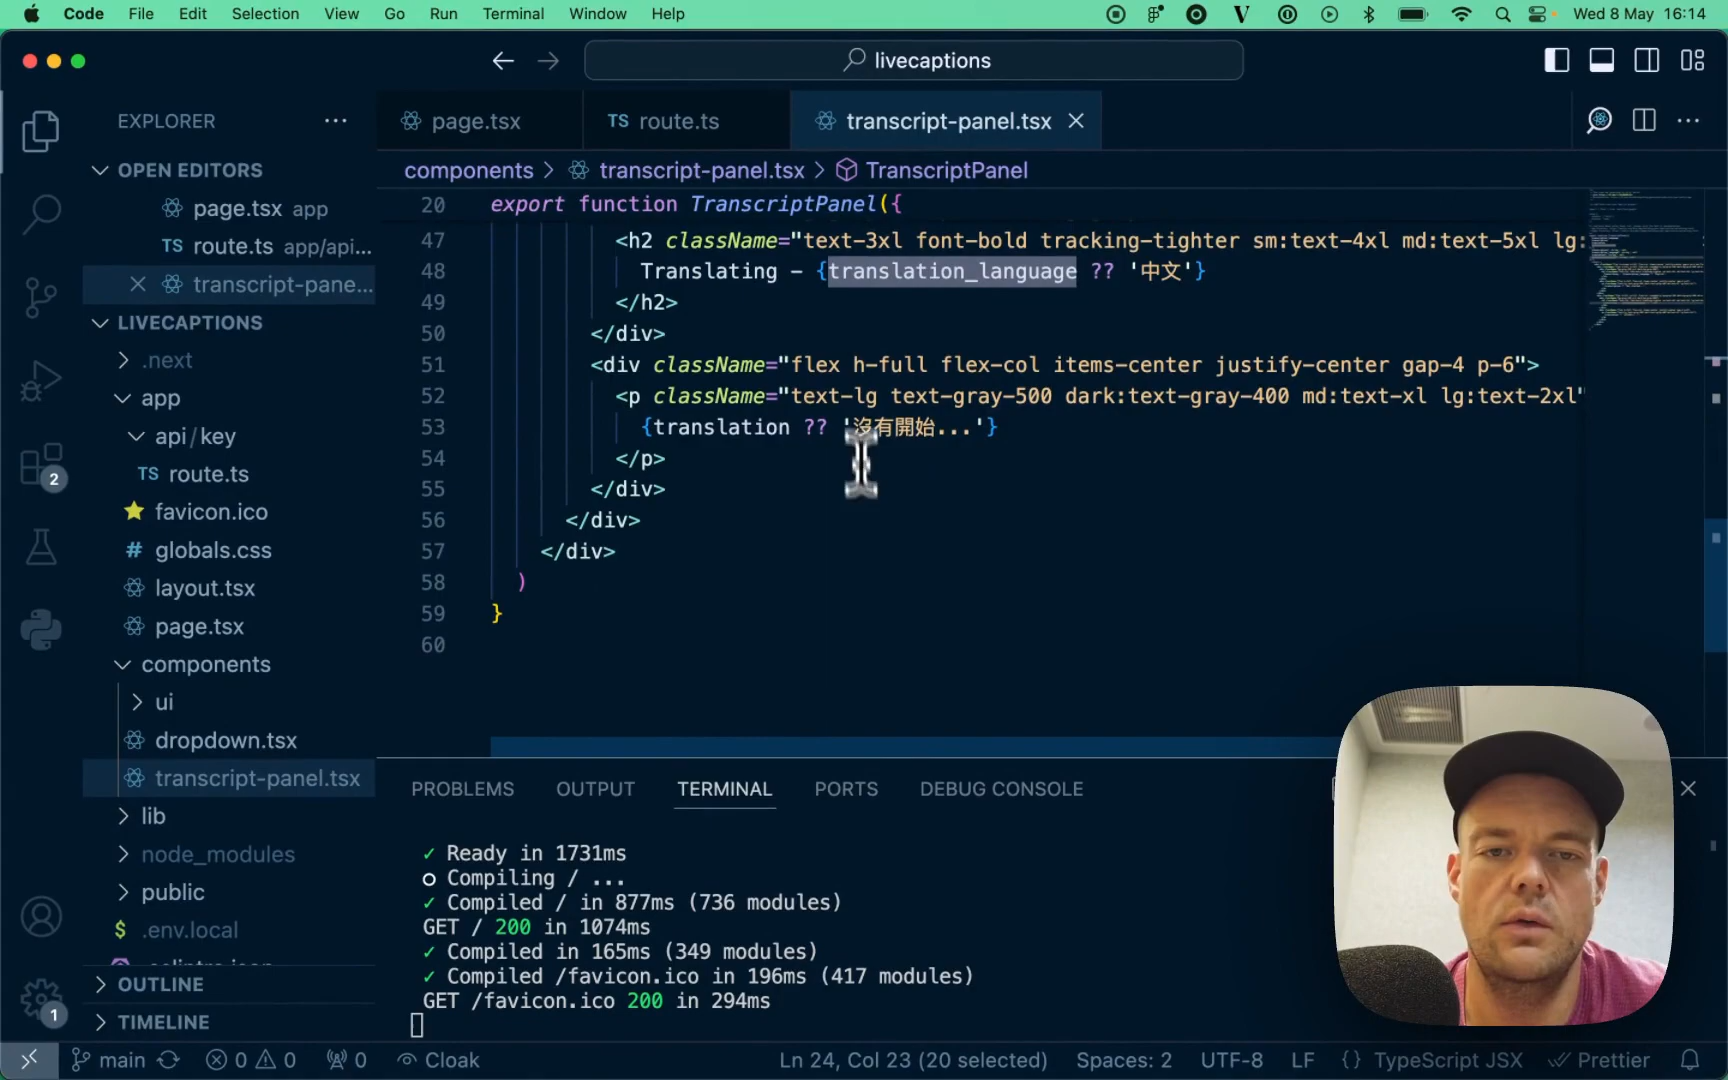 Code File Edit Selection View Go Run Terminal Window Help Wed 8 May 16:14
livecaptions
EXPLORER
page.tsx TS route.ts transcript-panel.tsx
components > transcript-panel.tsx > TranscriptPanel
OPEN EDITORS
page.tsx app
TS route.ts app/api...
transcript-pane...
LIVECAPTIONS
.next
app
api/key
TS route.ts
favicon.ico
# globals.css
layout.tsx
page.tsx
components
ui
dropdown.tsx
transcript-panel.tsx
lib
node_modules
public
$ .env.local
OUTLINE
TIMELINE
20 export function TranscriptPanel({
47 <h2 className="text-3xl font-bold tracking-tighter sm:text-4xl md:text-5xl lg:
48 Translating - {translation_language ?? '中文'}
49 </h2>
50 </div>
51 <div className="flex h-full flex-col items-center justify-center gap-4 p-6">
52 <p className="text-lg text-gray-500 dark:text-gray-400 md:text-xl lg:text-2xl"
53 {translation ?? '沒有開始...'}
54 </p>
55 </div>
56 </div>
57 </div>
58 )
59 }
60
PROBLEMS OUTPUT TERMINAL PORTS DEBUG CONSOLE
✓ Ready in 1731ms
○ Compiling / ...
✓ Compiled / in 877ms (736 modules)
GET / 200 in 1074ms
✓ Compiled in 165ms (349 modules)
✓ Compiled /favicon.ico in 196ms (417 modules)
GET /favicon.ico 200 in 294ms
2
1
main 0 0 0 Cloak Ln 24, Col 23 (20 selected) Spaces: 2 UTF-8 LF {} TypeScript JSX Prettier